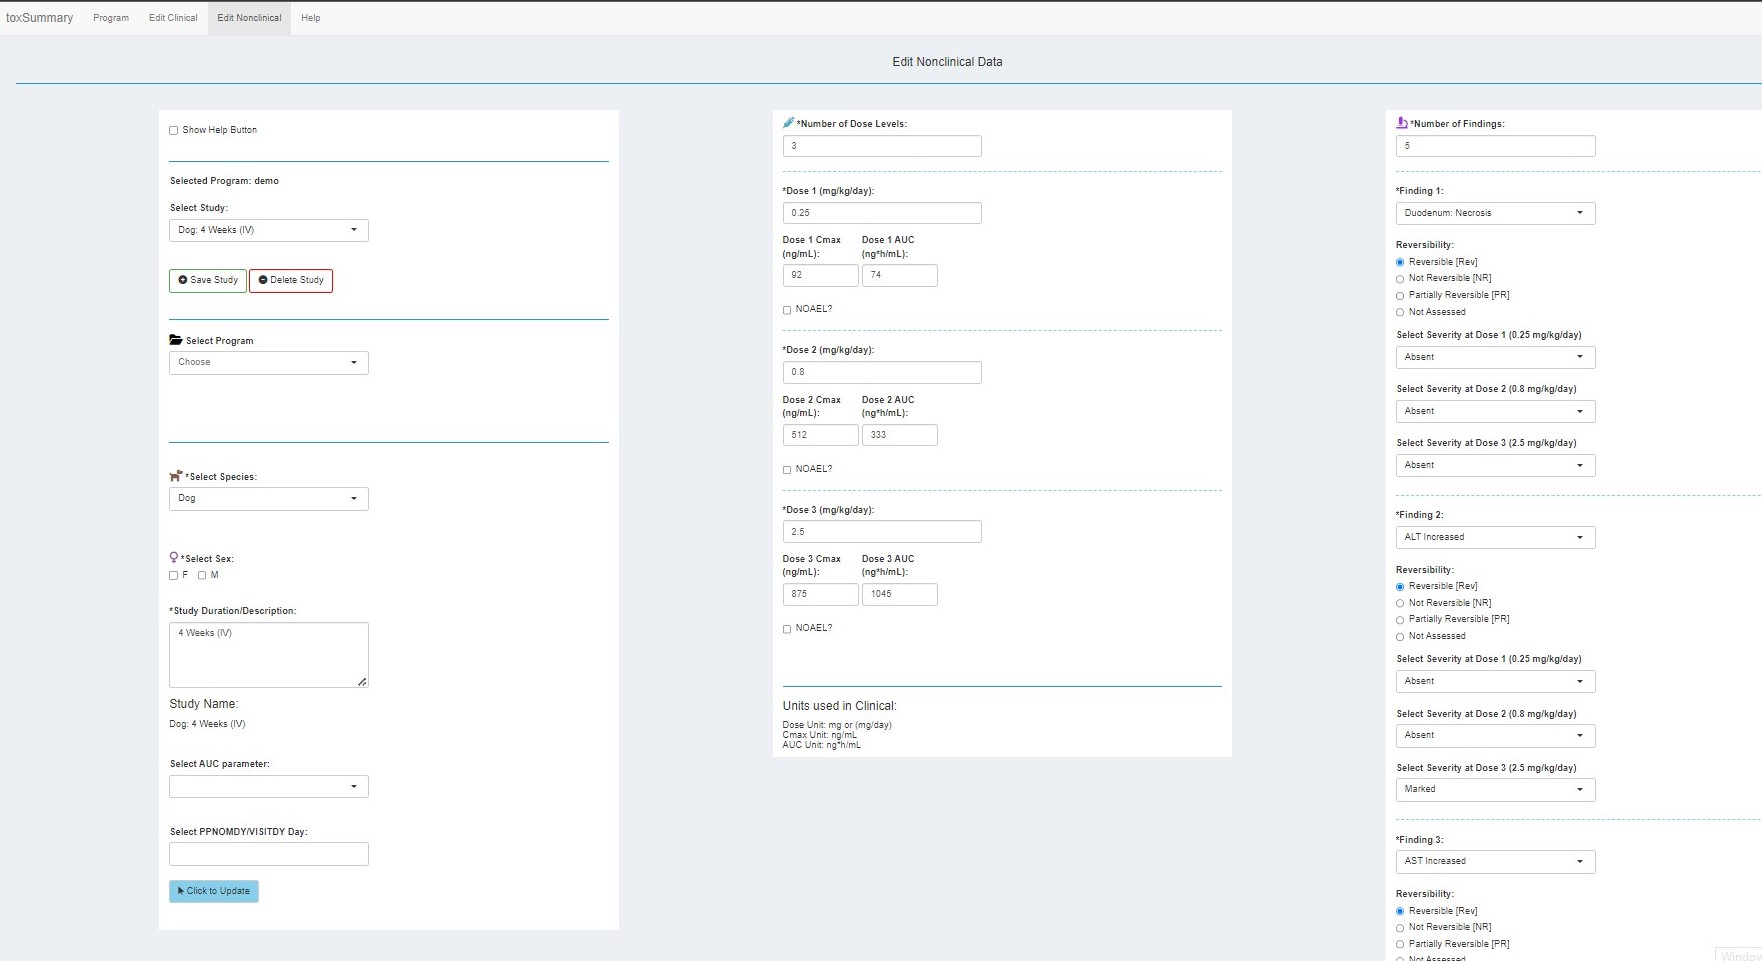 toxSummary Program Edit Clinical Edit Nonclinical Help
Edit Nonclinical Data
Show Help Button
Selected Program: demo
Select Study:
Dog: 4 Weeks (IV)
Save Study Delete Study
Select Program
Choose
*Select Species:
Dog
*Select Sex:
F M
*Study Duration/Description:
4 Weeks (IV)
Study Name:
Dog: 4 Weeks (IV)
Select AUC parameter:
Select PPNOMDY/VISITDY Day:
Click to Update
*Number of Dose Levels:
3
*Dose 1 (mg/kg/day):
0.25
Dose 1 Cmax Dose 1 AUC
(ng/mL): (ng*h/mL):
92 74
NOAEL?
*Dose 2 (mg/kg/day):
0.8
Dose 2 Cmax Dose 2 AUC
(ng/mL): (ng*h/mL):
512 333
NOAEL?
*Dose 3 (mg/kg/day):
2.5
Dose 3 Cmax Dose 3 AUC
(ng/mL): (ng*h/mL):
875 1045
NOAEL?
Units used in Clinical:
Dose Unit: mg or (mg/day)
Cmax Unit: ng/mL
AUC Unit: ng*h/mL
*Number of Findings:
5
*Finding 1:
Duodenum: Necrosis
Reversibility:
Reversible [Rev]
Not Reversible [NR]
Partially Reversible [PR]
Not Assessed
Select Severity at Dose 1 (0.25 mg/kg/day)
Absent
Select Severity at Dose 2 (0.8 mg/kg/day)
Absent
Select Severity at Dose 3 (2.5 mg/kg/day)
Absent
*Finding 2:
ALT Increased
Reversibility:
Reversible [Rev]
Not Reversible [NR]
Partially Reversible [PR]
Not Assessed
Select Severity at Dose 1 (0.25 mg/kg/day)
Absent
Select Severity at Dose 2 (0.8 mg/kg/day)
Absent
Select Severity at Dose 3 (2.5 mg/kg/day)
Marked
*Finding 3:
AST Increased
Reversibility:
Reversible [Rev]
Not Reversible [NR]
Partially Reversible [PR]
Not Assessed
Window